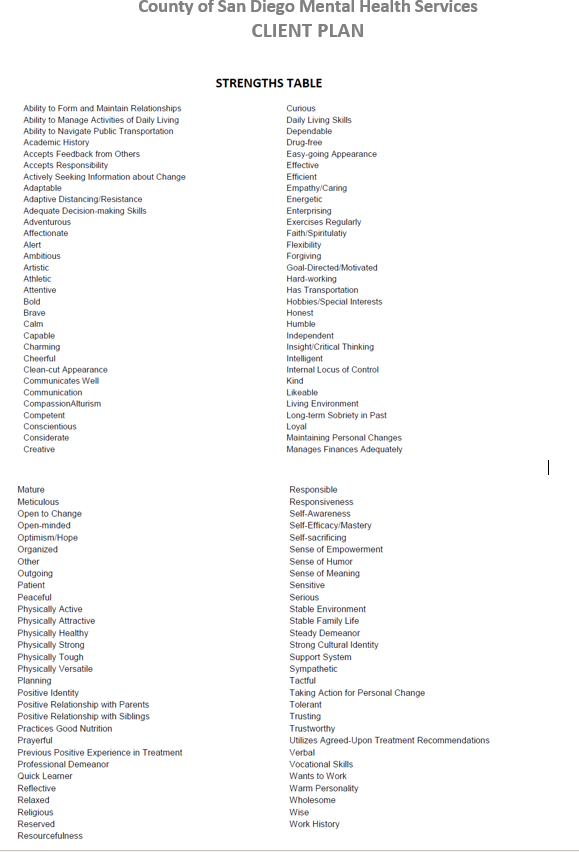 County of San Diego Mental Health Services
CLIENT PLAN
STRENGTHS TABLE
Ability to Form and Maintain Relationships
Ability to Manage Activities of Daily Living
Ability to Navigate Public Transportation
Academic History
Accepts Feedback from Others
Accepts Responsibility
Actively Seeking Information about Change
Adaptable
Adaptive Distancing/Resistance
Adequate Decision-making Skills
Adventurous
Affectionate
Alert
Ambitious
Artistic
Athletic
Attentive
Bold
Brave
Calm
Capable
Charming
Cheerful
Clean-cut Appearance
Communicates Well
Communication
CompassionAlturism
Competent
Conscientious
Considerate
Creative
Curious
Daily Living Skills
Dependable
Drug-free
Easy-going Appearance
Effective
Efficient
Empathy/Caring
Energetic
Enterprising
Exercises Regularly
Faith/Spiritulatiy
Flexibility
Forgiving
Goal-Directed/Motivated
Hard-working
Has Transportation
Hobbies/Special Interests
Honest
Humble
Independent
Insight/Critical Thinking
Intelligent
Internal Locus of Control
Kind
Likeable
Living Environment
Long-term Sobriety in Past
Loyal
Maintaining Personal Changes
Manages Finances Adequately
Mature
Meticulous
Open to Change
Open-minded
Optimism/Hope
Organized
Other
Outgoing
Patient
Peaceful
Physically Active
Physically Attractive
Physically Healthy
Physically Strong
Physically Tough
Physically Versatile
Planning
Positive Identity
Positive Relationship with Parents
Positive Relationship with Siblings
Practices Good Nutrition
Prayerful
Previous Positive Experience in Treatment
Professional Demeanor
Quick Learner
Reflective
Relaxed
Religious
Reserved
Resourcefulness
Responsible
Responsiveness
Self-Awareness
Self-Efficacy/Mastery
Self-sacrificing
Sense of Empowerment
Sense of Humor
Sense of Meaning
Sensitive
Serious
Stable Environment
Stable Family Life
Steady Demeanor
Strong Cultural Identity
Support System
Sympathetic
Tactful
Taking Action for Personal Change
Tolerant
Trusting
Trustworthy
Utilizes Agreed-Upon Treatment Recommendations
Verbal
Vocational Skills
Wants to Work
Warm Personality
Wholesome
Wise
Work History